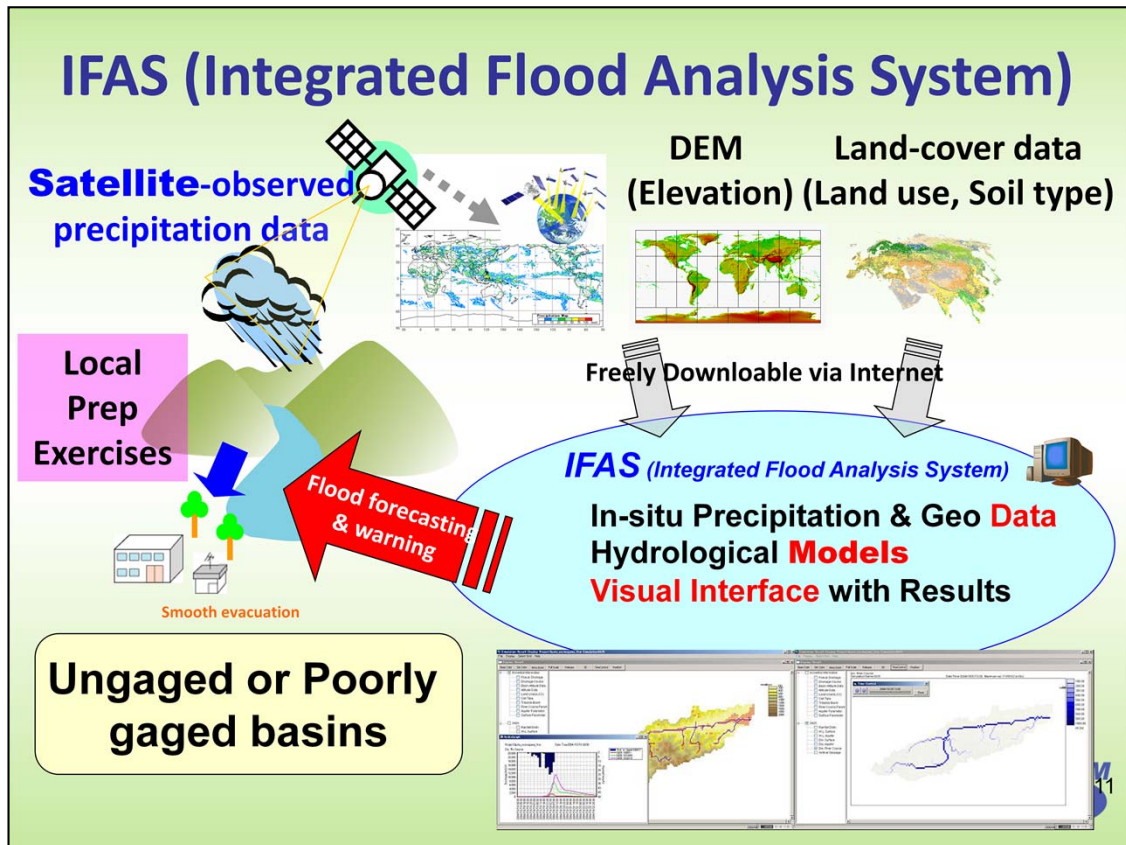 IFAS (Integrated Flood Analysis System)
Satellite-observed
precipitation data
DEM
(Elevation)
Land-cover data
(Land use, Soil type)
Local
Prep
Exercises
Freely Downloable via Internet
IFAS (Integrated Flood Analysis System)
In-situ Precipitation & Geo Data
Hydrological Models
Visual Interface with Results
Flood forecasting
& warning
Smooth evacuation
Ungaged or Poorly
gaged basins
11